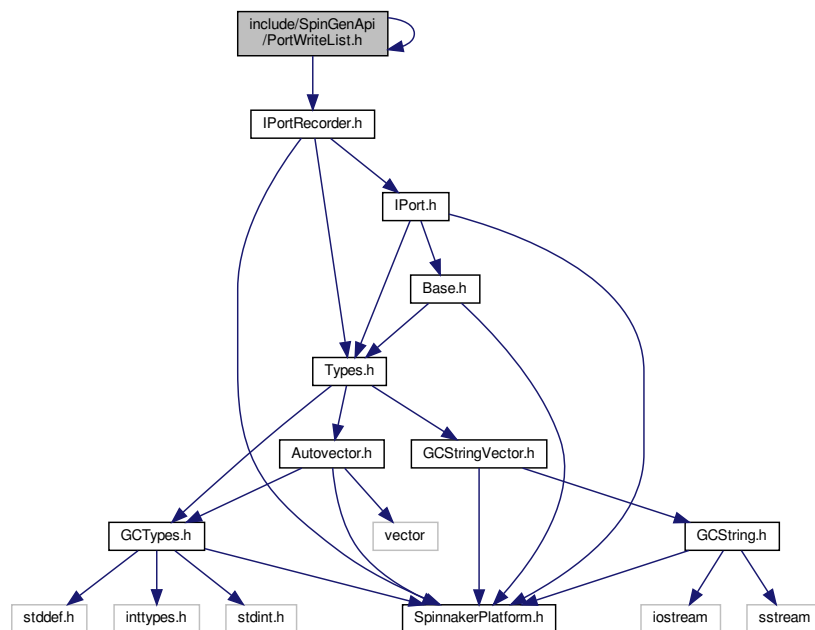 include/SpinGenApi
/PortWriteList.h
IPortRecorder.h
IPort.h
Base.h
Types.h
Autovector.h
GCStringVector.h
GCTypes.h
vector
GCString.h
stddef.h
inttypes.h
stdint.h
SpinnakerPlatform.h
iostream
sstream